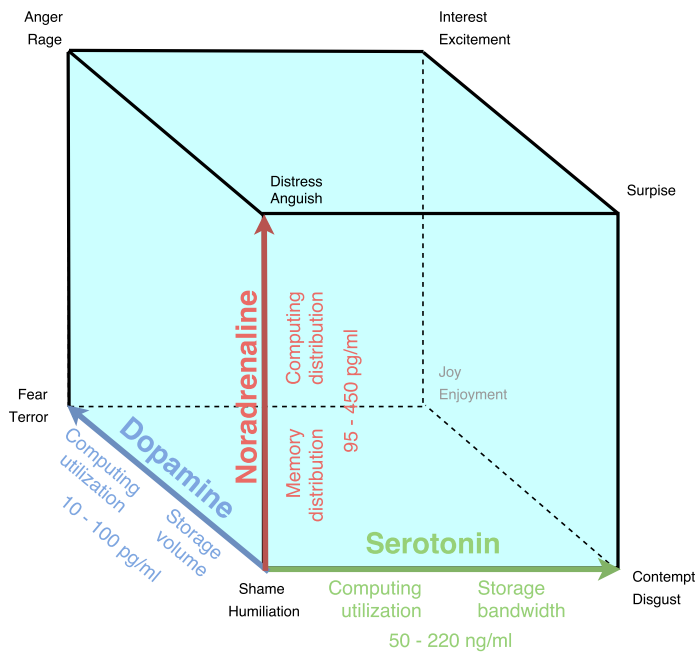 Anger
Rage
Interest
Excitement
Distress
Anguish
Surpise
Noradrenaline
Computing
distribution
Memory
distribution
95 - 450 pg/ml
Joy
Enjoyment
Fear
Terror
Dopamine
Computing
utilization
Storage
volume
10 - 100 pg/ml
Serotonin
Shame
Humiliation
Computing
utilization
Storage
bandwidth
50 - 220 ng/ml
Contempt
Disgust